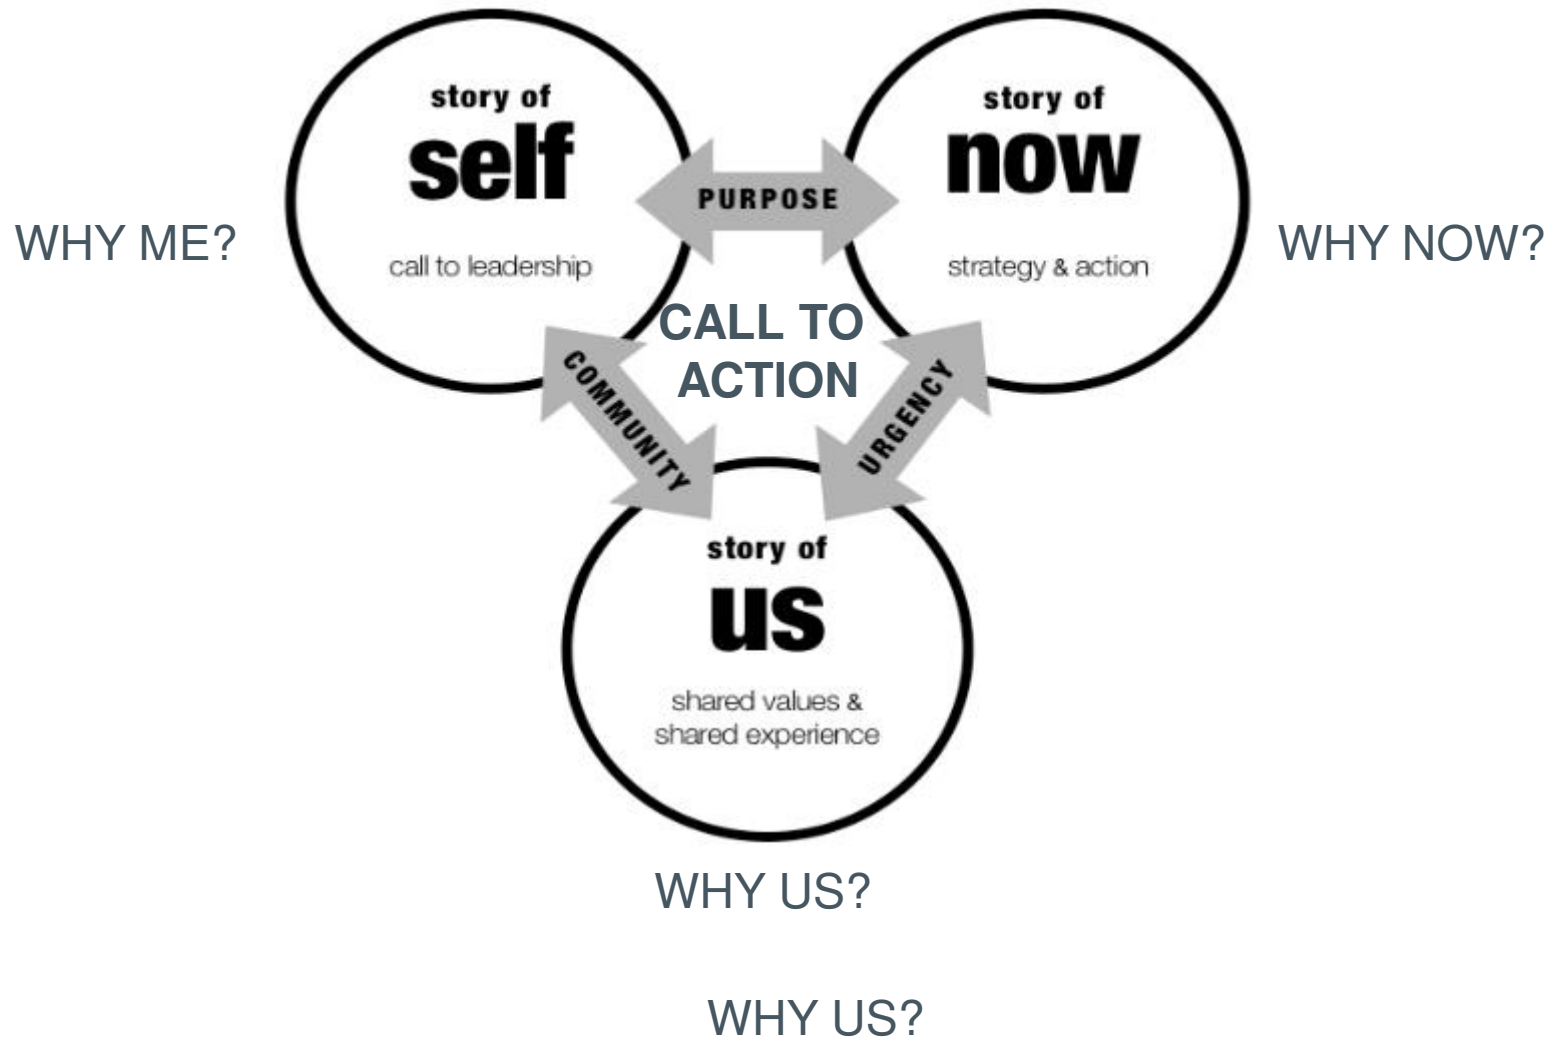 story of
self
call to leadership
WHY ME?
PURPOSE
story of
now
strategy & action
WHY NOW?
CALL TO
ACTION
COMMUNITY
URGENCY
story of
us
shared values &
shared experience
WHY US?
WHY US?